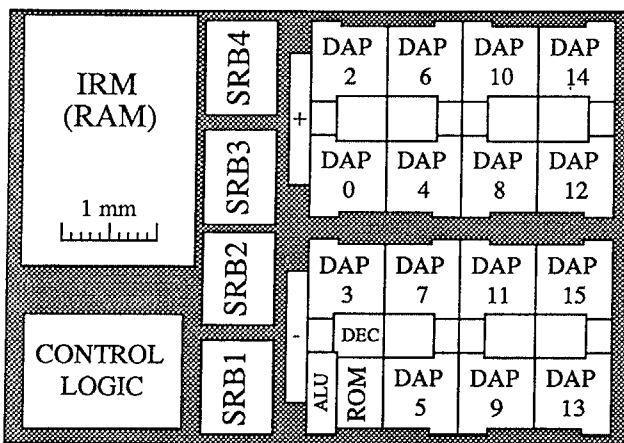 IRM
(RAM)
1 mm
CONTROL
LOGIC
SRB4
SRB3
SRB2
SRB1
+
-
DAP
2
DAP
6
DAP
10
DAP
14
DAP
0
DAP
4
DAP
8
DAP
12
DAP
3
DAP
7
DAP
11
DAP
15
DEC
ALU
ROM
DAP
5
DAP
9
DAP
13